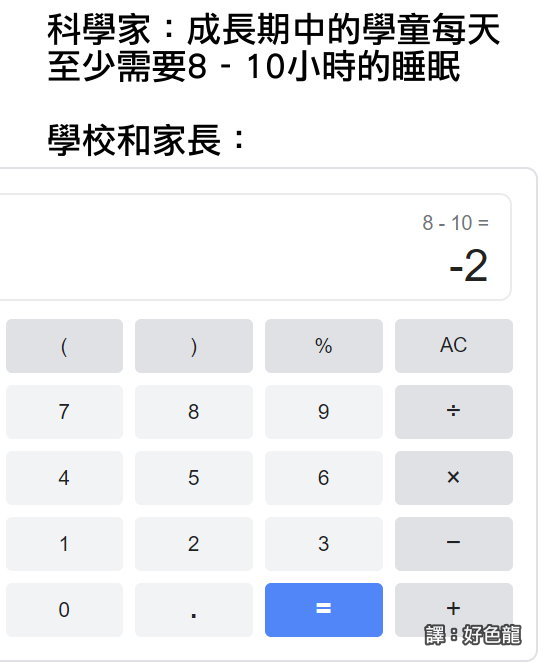 科學家：成長期中的學童每天
至少需要8 - 10小時的睡眠
學校和家長：
8 - 10 =
-2
( ) % AC
7 8 9 ÷
4 5 6 ×
1 2 3 −
0 . = +
譯：好色龍